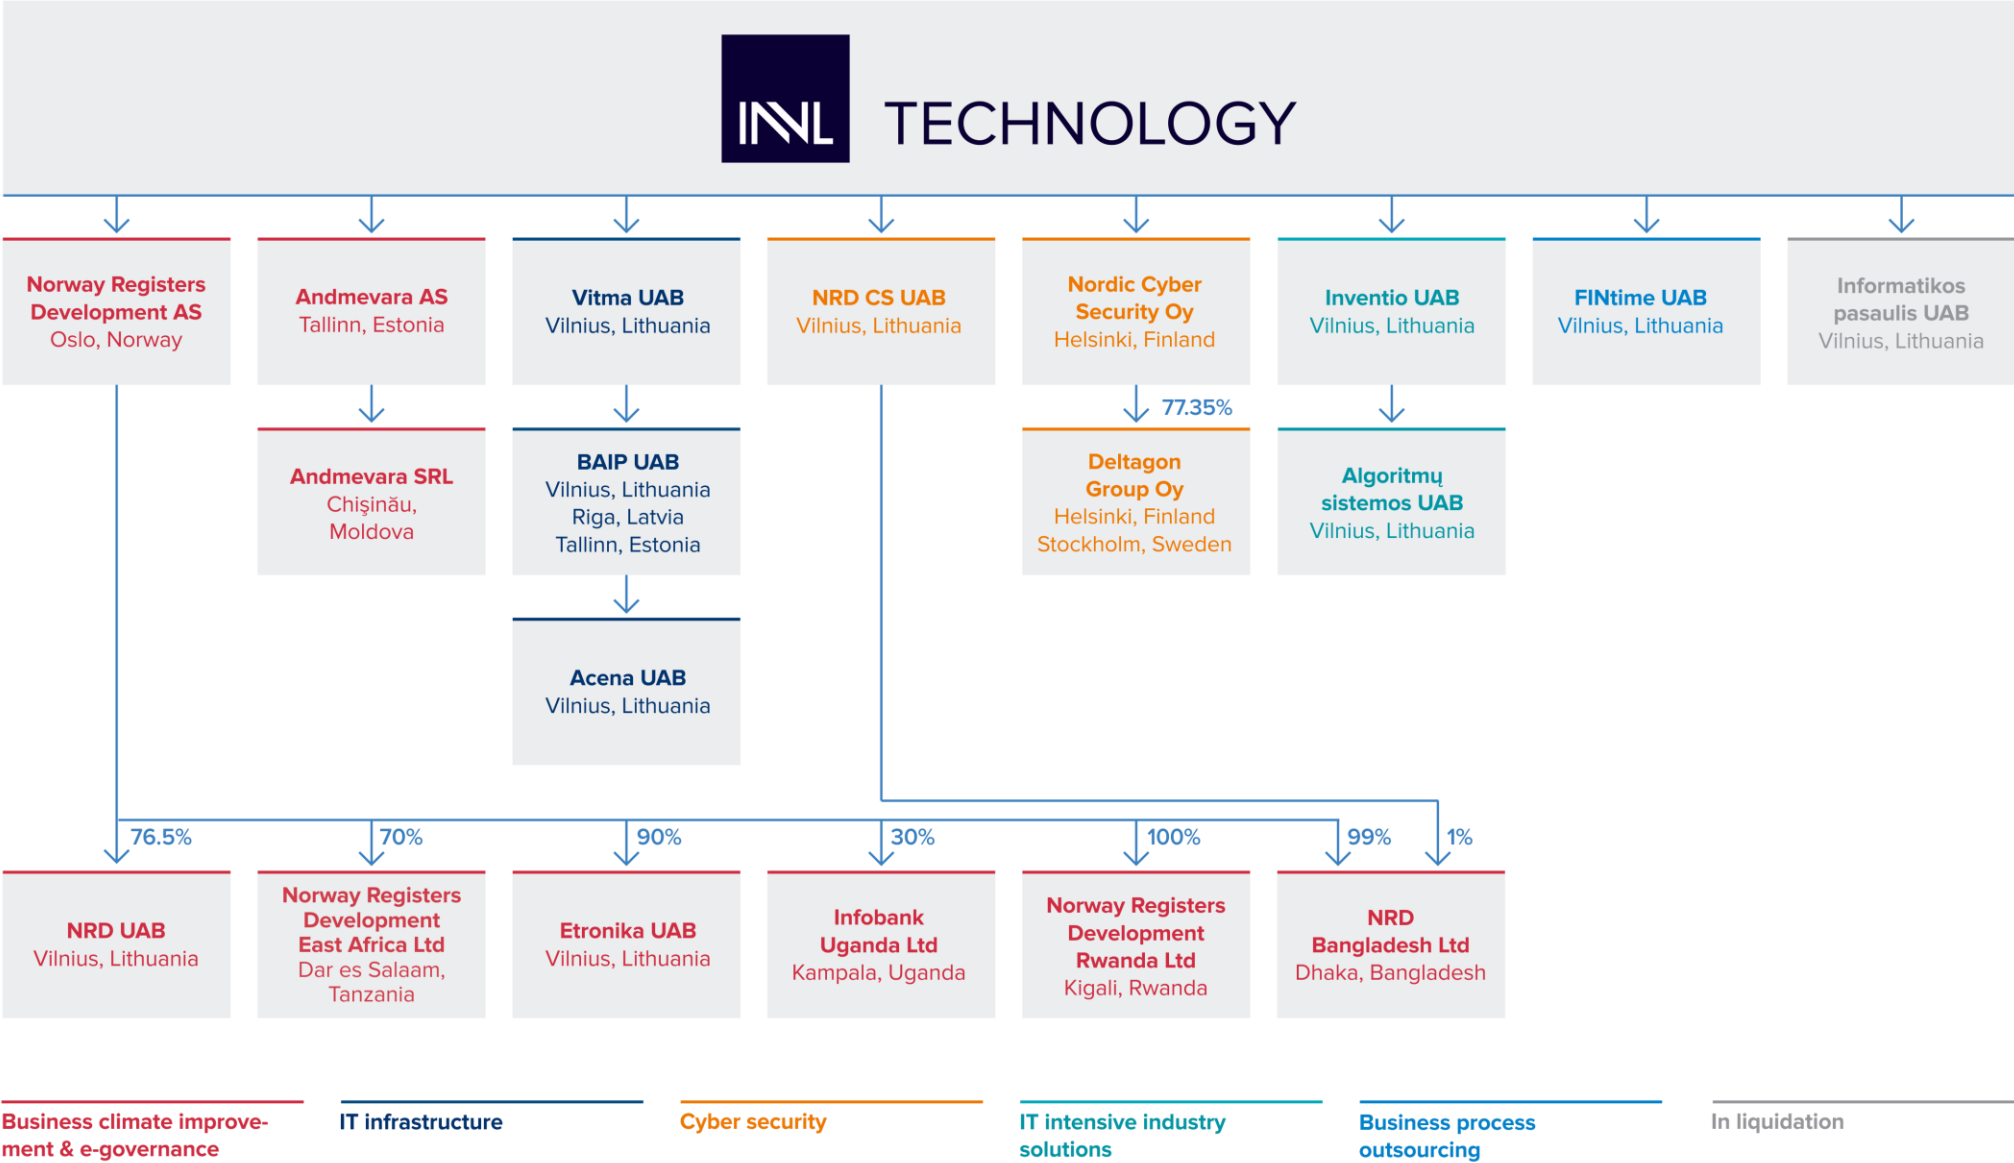 INVL TECHNOLOGY
Norway Registers
Development AS
Oslo, Norway
Andmevara AS
Tallinn, Estonia
Vitma UAB
Vilnius, Lithuania
NRD CS UAB
Vilnius, Lithuania
Nordic Cyber
Security Oy
Helsinki, Finland
Inventio UAB
Vilnius, Lithuania
FINtime UAB
Vilnius, Lithuania
Informatikos
pasaulis UAB
Vilnius, Lithuania
77.35%
Andmevara SRL
Chişinău,
Moldova
BAIP UAB
Vilnius, Lithuania
Riga, Latvia
Tallinn, Estonia
Deltagon
Group Oy
Helsinki, Finland
Stockholm, Sweden
Algoritmų
sistemos UAB
Vilnius, Lithuania
Acena UAB
Vilnius, Lithuania
76.5%
70%
90%
30%
100%
99%
1%
NRD UAB
Vilnius, Lithuania
Norway Registers
Development
East Africa Ltd
Dar es Salaam,
Tanzania
Etronika UAB
Vilnius, Lithuania
Infobank
Uganda Ltd
Kampala, Uganda
Norway Registers
Development
Rwanda Ltd
Kigali, Rwanda
NRD
Bangladesh Ltd
Dhaka, Bangladesh
Business climate improve-
ment & e-governance
IT infrastructure
Cyber security
IT intensive industry
solutions
Business process
outsourcing
In liquidation